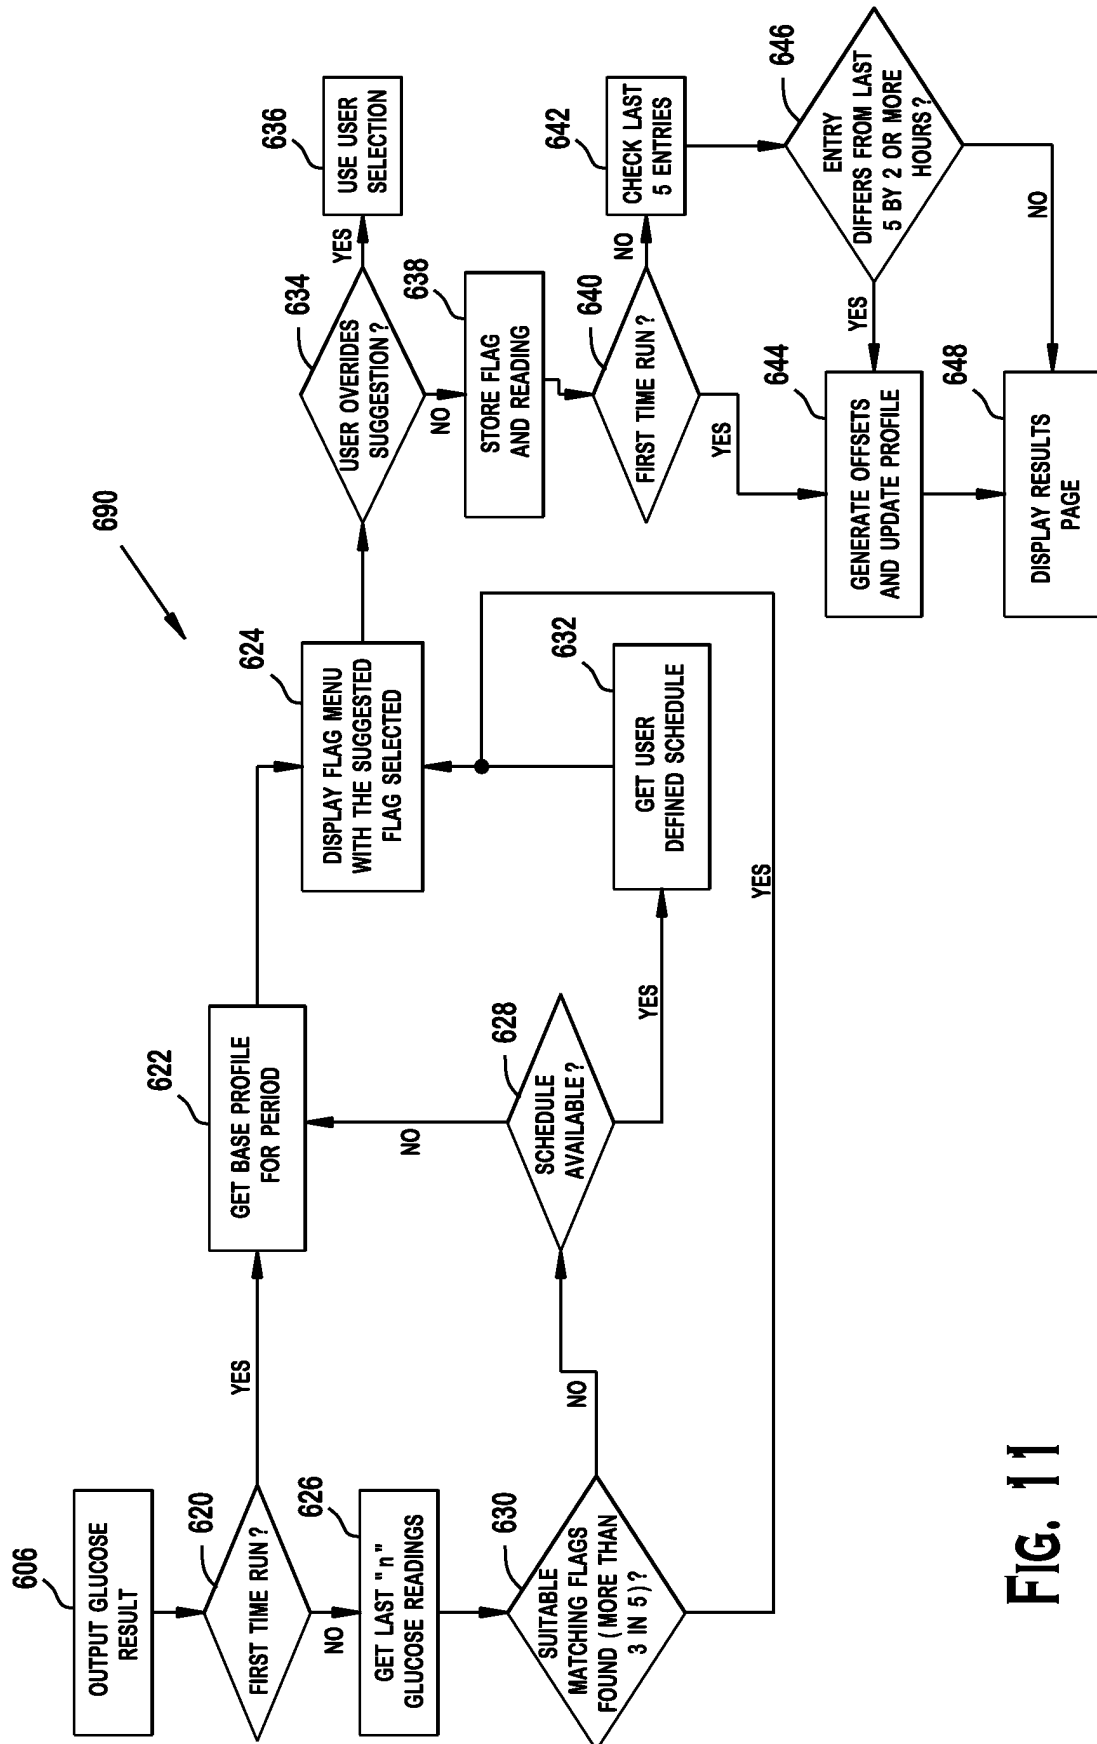 606
OUTPUT GLUCOSE
RESULT
620
FIRST TIME RUN?
YES
NO
622
GET BASE PROFILE
FOR PERIOD
626
GET LAST "n"
GLUCOSE READINGS
630
SUITABLE
MATCHING FLAGS
FOUND (MORE THAN
3 IN 5)?
NO
YES
628
SCHEDULE
AVAILABLE?
NO
YES
632
GET USER
DEFINED SCHEDULE
624
DISPLAY FLAG MENU
WITH THE SUGGESTED
FLAG SELECTED
690
634
USER OVERIDES
SUGGESTION?
YES
NO
636
USE USER
SELECTION
638
STORE FLAG
AND READING
640
FIRST TIME RUN?
NO
YES
642
CHECK LAST
5 ENTRIES
646
ENTRY
DIFFERS FROM LAST
5 BY 2 OR MORE
HOURS?
YES
NO
644
GENERATE OFFSETS
AND UPDATE PROFILE
648
DISPLAY RESULTS
PAGE
FIG. 11